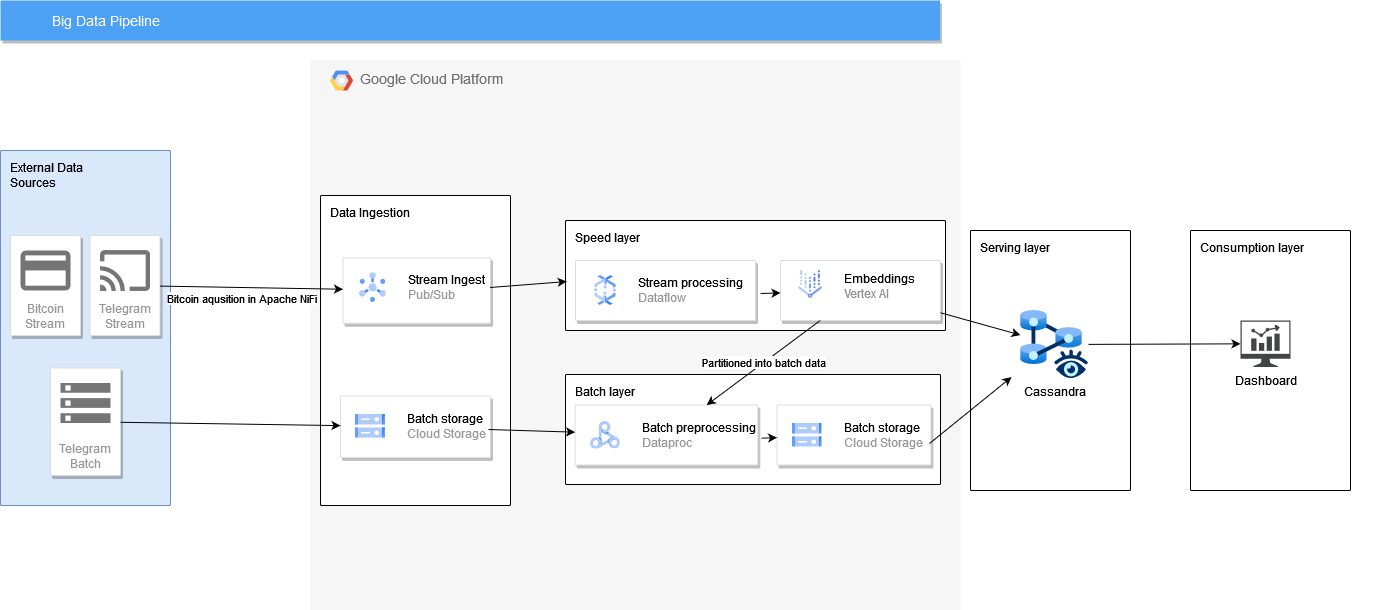 Big Data Pipeline
Google Cloud Platform
External Data
Sources
Bitcoin
Stream
Telegram
Stream
Telegram
Batch
Bitcoin aqusition in Apache NiFi
Data Ingestion
Stream Ingest
Pub/Sub
Batch storage
Cloud Storage
Speed layer
Stream processing
Dataflow
Embeddings
Vertex AI
Partitioned into batch data
Batch layer
Batch preprocessing
Dataproc
Batch storage
Cloud Storage
Serving layer
Cassandra
Consumption layer
Dashboard